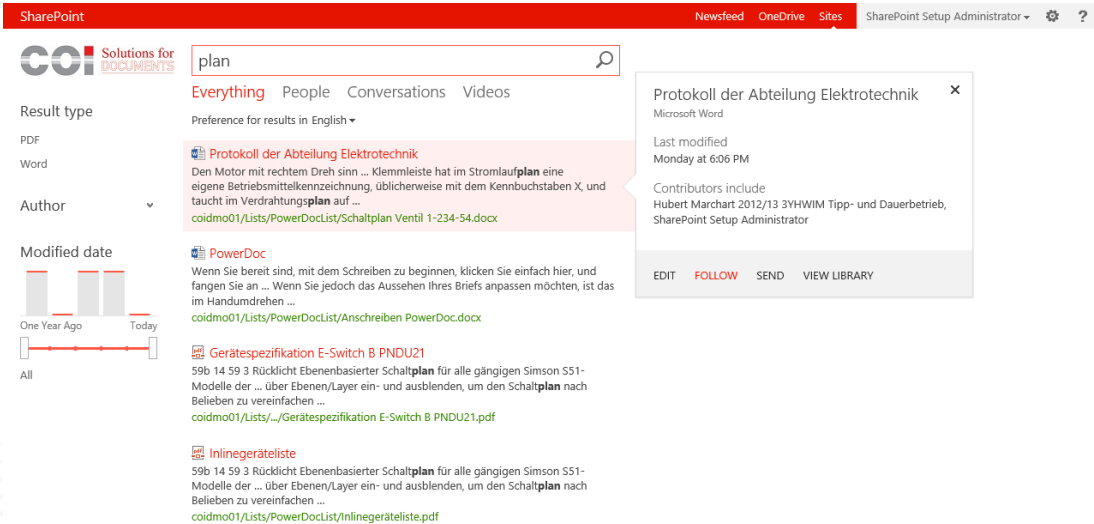 SharePoint
Newsfeed OneDrive Sites SharePoint Setup Administrator ?
COI Solutions for DOCUMENTS
plan
Everything People Conversations Videos
Preference for results in English
Result type
PDF
Word
Author
Modified date
One Year Ago Today
All
Protokoll der Abteilung Elektrotechnik
Den Motor mit rechtem Dreh sinn ... Klemmleiste hat im Stromlaufplan eine
eigene Betriebsmittelkennzeichnung, üblicherweise mit dem Kennbuchstaben X, und
taucht im Verdrahtungsplan auf ...
coidmo01/Lists/PowerDocList/Schaltplan Ventil 1-234-54.docx
PowerDoc
Wenn Sie bereit sind, mit dem Schreiben zu beginnen, klicken Sie einfach hier, und
fangen Sie an ... Wenn Sie jedoch das Aussehen Ihres Briefs anpassen möchten, ist das
im Handumdrehen ...
coidmo01/Lists/PowerDocList/Anschreiben PowerDoc.docx
Gerätespezifikation E-Switch B PNDU21
59b 14 59 3 Rücklicht Ebenenbasierter Schaltplan für alle gängigen Simson S51-
Modelle der ... über Ebenen/Layer ein- und ausblenden, um den Schaltplan nach
Belieben zu vereinfachen ...
coidmo01/Lists/.../Gerätespezifikation E-Switch B PNDU21.pdf
Inlinegeräteliste
59b 14 59 3 Rücklicht Ebenenbasierter Schaltplan für alle gängigen Simson S51-
Modelle der ... über Ebenen/Layer ein- und ausblenden, um den Schaltplan nach
Belieben zu vereinfachen ...
coidmo01/Lists/PowerDocList/Inlinegeräteliste.pdf
Protokoll der Abteilung Elektrotechnik
Microsoft Word
Last modified
Monday at 6:06 PM
Contributors include
Hubert Marchart 2012/13 3YHWIM Tipp- und Dauerbetrieb,
SharePoint Setup Administrator
EDIT FOLLOW SEND VIEW LIBRARY